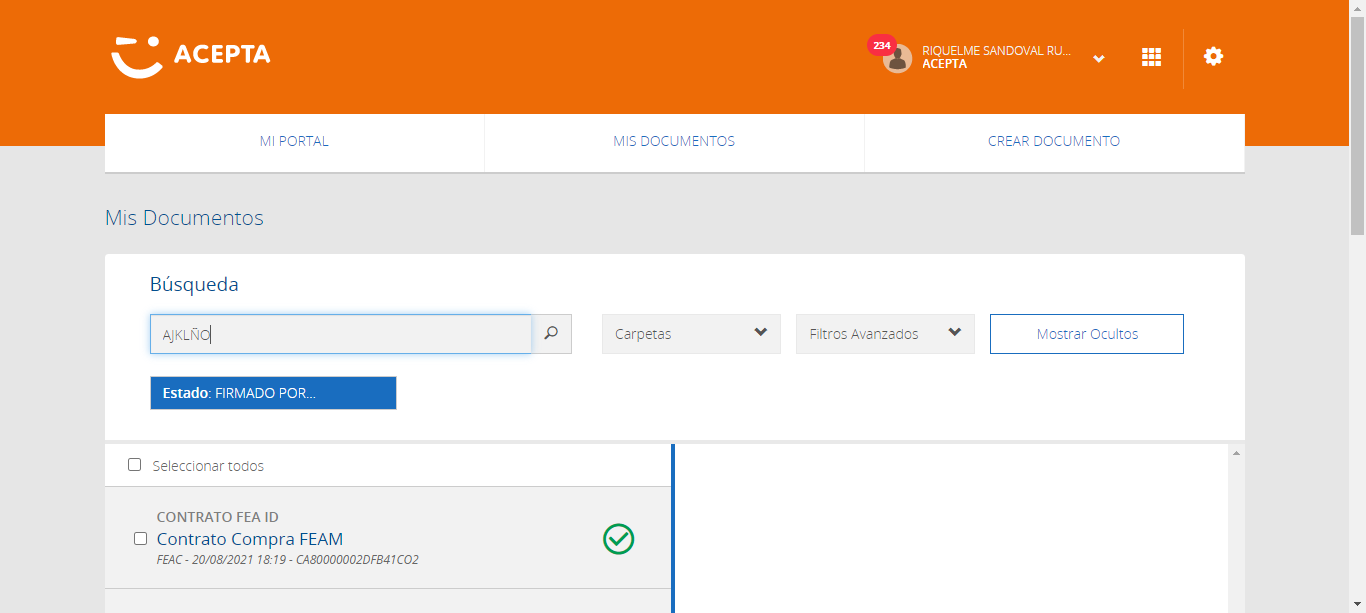 ACEPTA
234
RIQUELME SANDOVAL RU...
ACEPTA
MI PORTAL
MIS DOCUMENTOS
CREAR DOCUMENTO
Mis Documentos
Búsqueda
AJKLÑO
Carpetas
Filtros Avanzados
Mostrar Ocultos
Estado: FIRMADO POR...
Seleccionar todos
CONTRATO FEA ID
Contrato Compra FEAM
FEAC - 20/08/2021 18:19 - CA80000002DFB41CO2